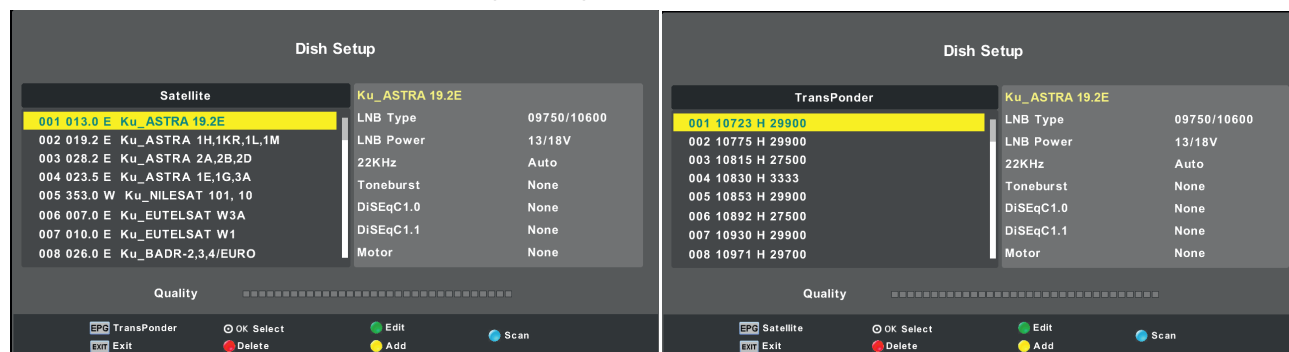 Dish Setup
Satellite
001 013.0 E Ku_ASTRA 19.2E
002 019.2 E Ku_ASTRA 1H,1KR,1L,1M
003 028.2 E Ku_ASTRA 2A,2B,2D
004 023.5 E Ku_ASTRA 1E,1G,3A
005 353.0 W Ku_NILESAT 101, 10
006 007.0 E Ku_EUTELSAT W3A
007 010.0 E Ku_EUTELSAT W1
008 026.0 E Ku_BADR-2,3,4/EURO
Ku_ASTRA 19.2E
LNB Type 09750/10600
LNB Power 13/18V
22KHz Auto
Toneburst None
DiSEqC1.0 None
DiSEqC1.1 None
Motor None
Quality
EPG TransPonder OK Select Edit Scan
EXIT Exit Delete Add
Dish Setup
TransPonder
001 10723 H 29900
002 10775 H 29900
003 10815 H 27500
004 10830 H 3333
005 10853 H 29900
006 10892 H 27500
007 10930 H 29900
008 10971 H 29700
Ku_ASTRA 19.2E
LNB Type 09750/10600
LNB Power 13/18V
22KHz Auto
Toneburst None
DiSEqC1.0 None
DiSEqC1.1 None
Motor None
Quality
EPG Satellite OK Select Edit Scan
EXIT Exit Delete Add